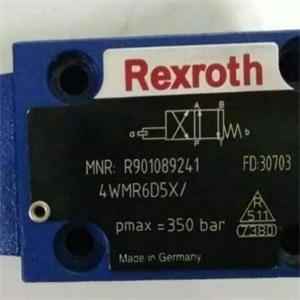 Rexroth
A B
MNR: R901089241 FD:30703
4WMR6D5X/
R
511
7380
pmax = 350 bar
Made in Germany